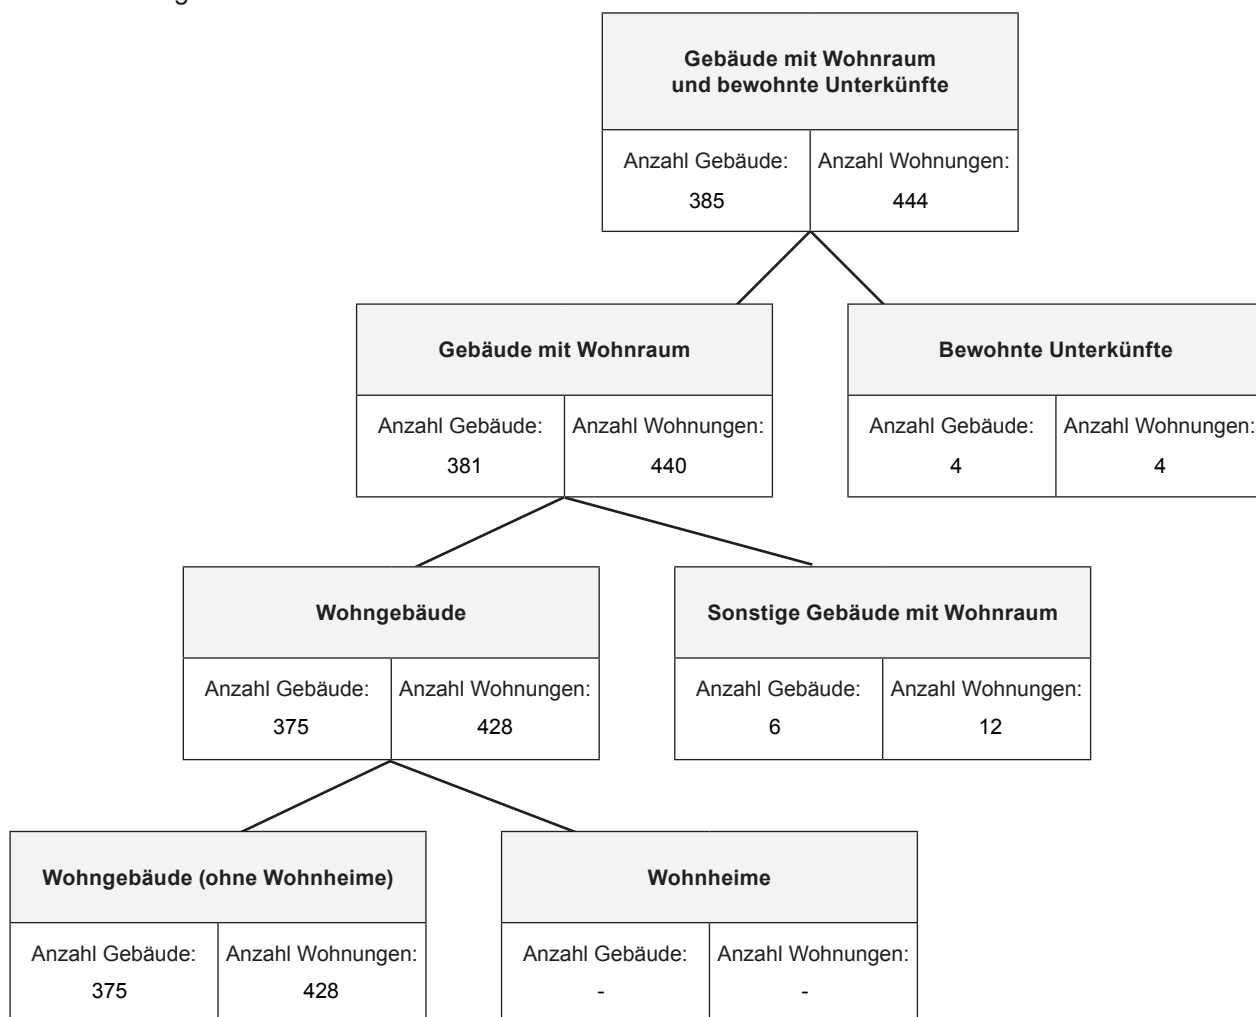 Gebäude mit Wohnraum
und bewohnte Unterkünfte
Anzahl Gebäude: Anzahl Wohnungen:
385 444
Gebäude mit Wohnraum
Bewohnte Unterkünfte
Anzahl Gebäude: Anzahl Wohnungen:
381 440
Anzahl Gebäude: Anzahl Wohnungen:
4 4
Wohngebäude
Sonstige Gebäude mit Wohnraum
Anzahl Gebäude: Anzahl Wohnungen:
375 428
Anzahl Gebäude: Anzahl Wohnungen:
6 12
Wohngebäude (ohne Wohnheime)
Wohnheime
Anzahl Gebäude: Anzahl Wohnungen:
375 428
Anzahl Gebäude: Anzahl Wohnungen:
- -